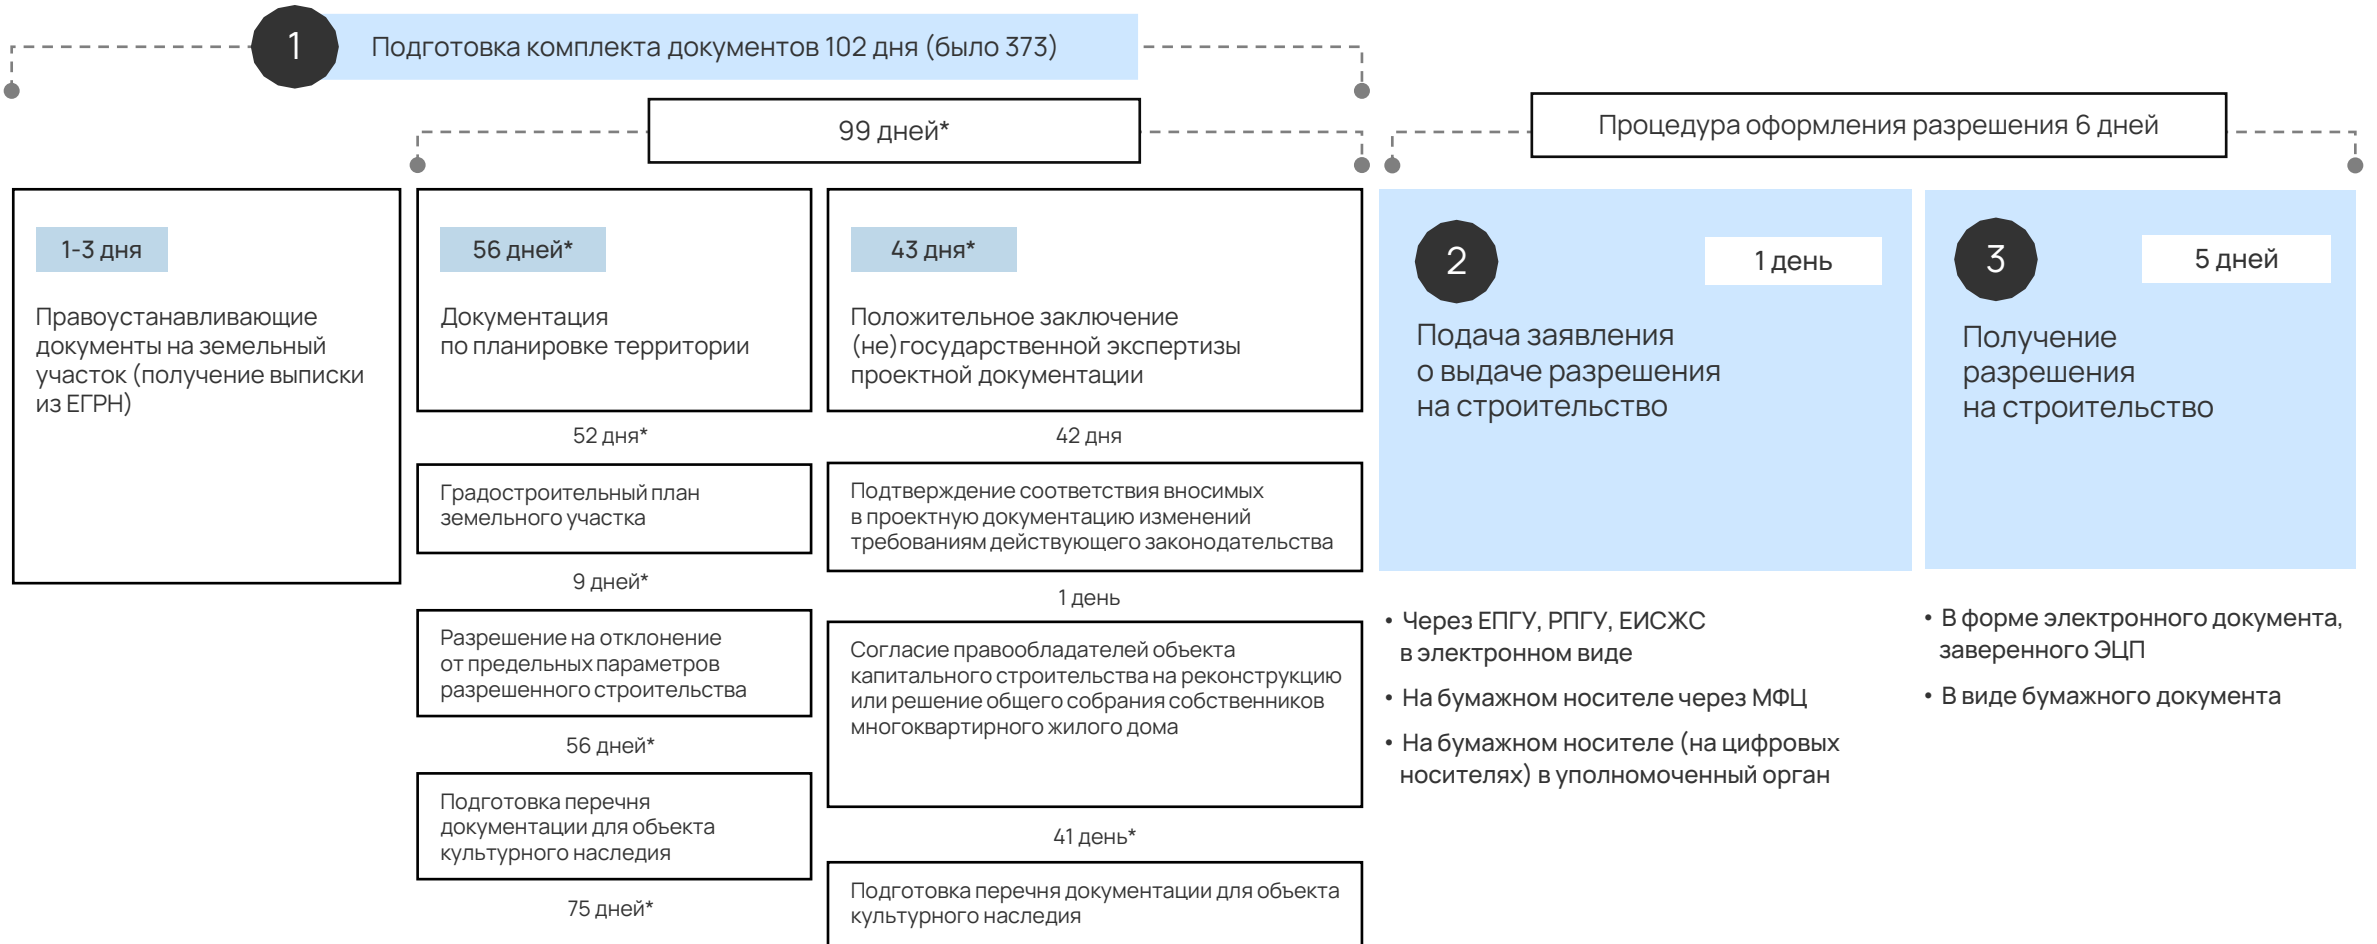 1
Подготовка комплекта документов 102 дня (было 373)
99 дней*
Процедура оформления разрешения 6 дней
1-3 дня
Правоустанавливающие
документы на земельный
участок (получение выписки
из ЕГРН)
56 дней*
Документация
по планировке территории
52 дня*
Градостроительный план
земельного участка
9 дней*
Разрешение на отклонение
от предельных параметров
разрешенного строительства
56 дней*
Подготовка перечня
документации для объекта
культурного наследия
75 дней*
43 дня*
Положительное заключение
(не)государственной экспертизы
проектной документации
42 дня
Подтверждение соответствия вносимых
в проектную документацию изменений
требованиям действующего законодательства
1 день
Согласие правообладателей объекта
капитального строительства на реконструкцию
или решение общего собрания собственников
многоквартирного жилого дома
41 день*
Подготовка перечня документации для объекта
культурного наследия
2
1 день
Подача заявления
о выдаче разрешения
на строительство
• Через ЕПГУ, РПГУ, ЕИСЖС
в электронном виде
• На бумажном носителе через МФЦ
• На бумажном носителе (на цифровых
носителях) в уполномоченный орган
3
5 дней
Получение
разрешения
на строительство
• В форме электронного документа,
заверенного ЭЦП
• В виде бумажного документа